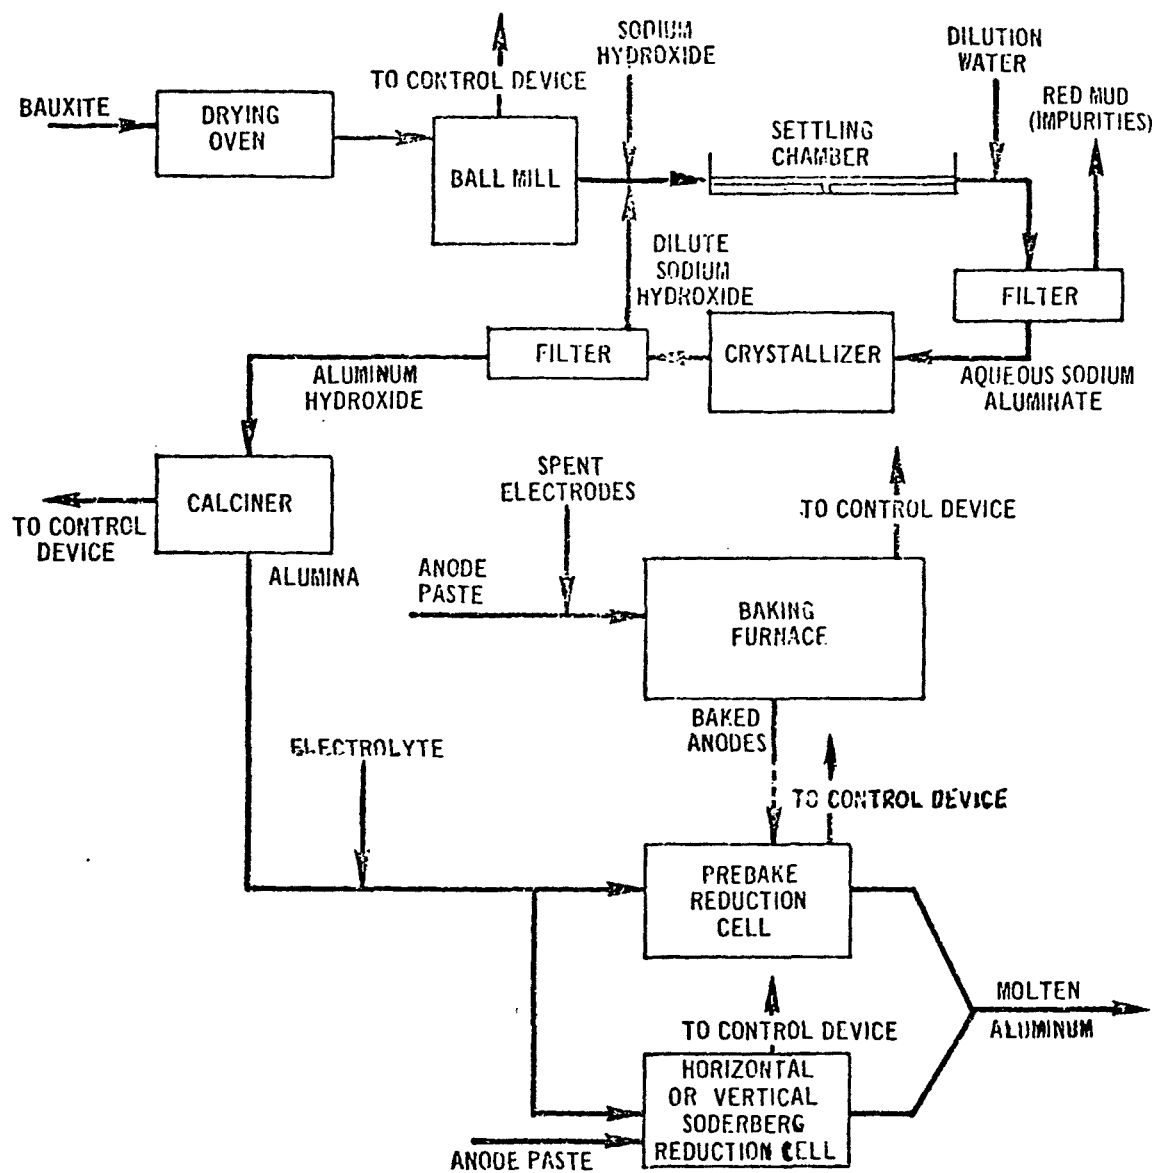 SODIUM
HYDROXIDE
DILUTION
WATER
TO CONTROL DEVICE
RED MUD
(IMPURITIES)
BAUXITE
DRYING
OVEN
SETTLING
CHAMBER
BALL MILL
DILUTE
SODIUM
HYDROXIDE
FILTER
FILTER
CRYSTALLIZER
ALUMINUM
HYDROXIDE
AQUEOUS SODIUM
ALUMINATE
SPENT
ELECTRODES
CALCINER
TO CONTROL DEVICE
TO CONTROL
DEVICE
ALUMINA
ANODE
PASTE
BAKING
FURNACE
BAKED
ANODES
ELECTROLYTE
TO CONTROL DEVICE
PREBAKE
REDUCTION
CELL
MOLTEN
ALUMINUM
TO CONTROL DEVICE
HORIZONTAL
OR VERTICAL
SODERBERG
REDUCTION CELL
ANODE PASTE